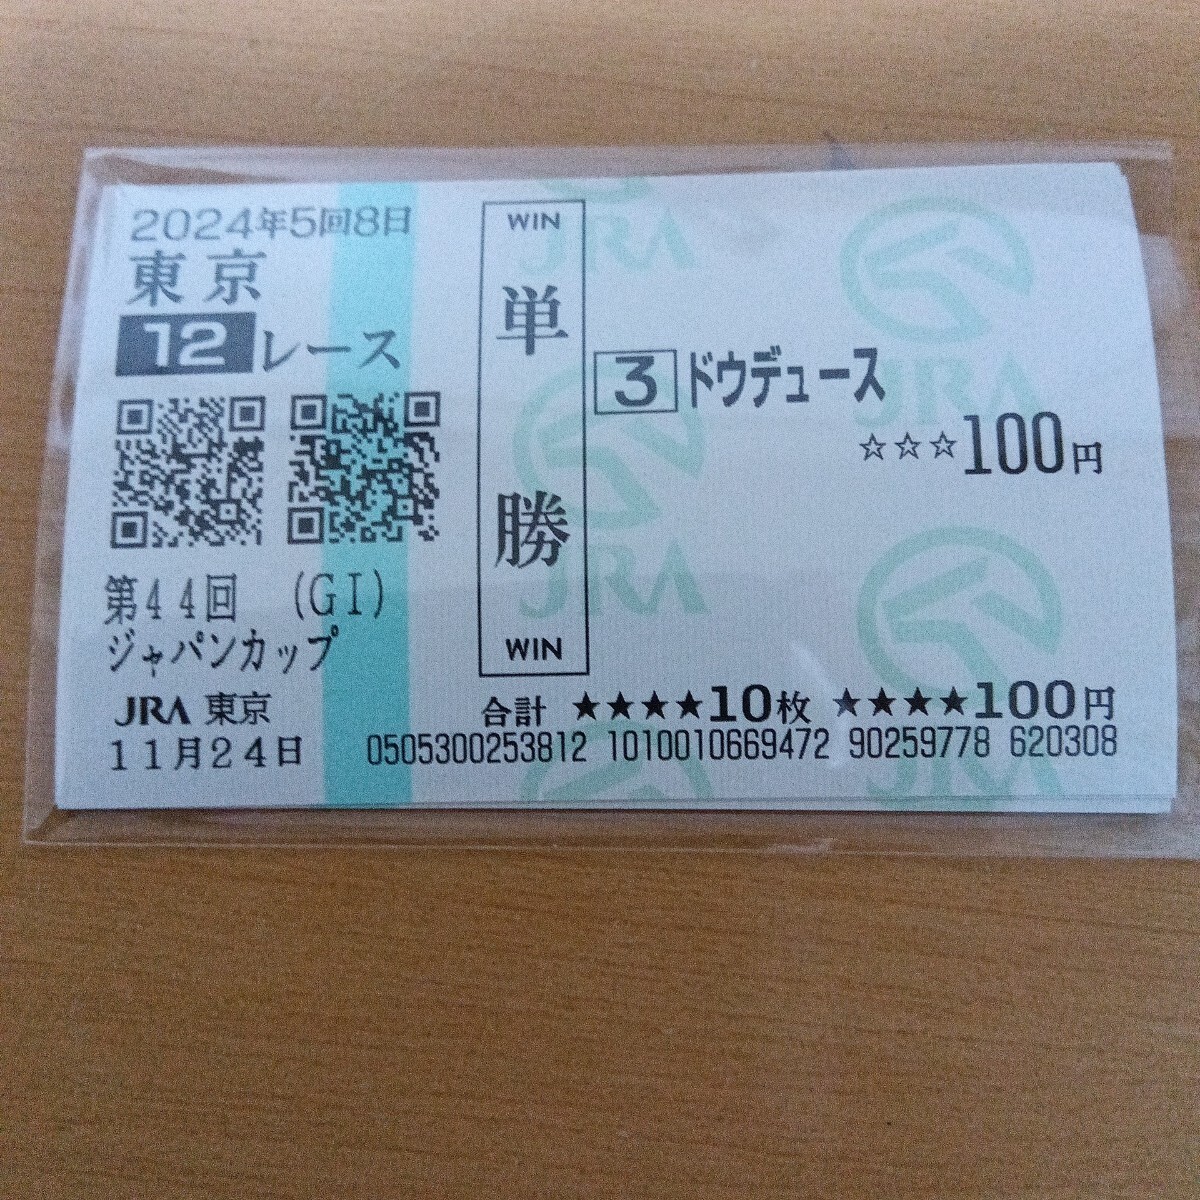 2024年5回8日
東京
12レース
第44回 (GⅠ)
ジャパンカップ
JRA 東京
11月24日
WIN
単勝
WIN
3 ドウデュース
☆☆☆100円
合計 ★★★★10枚 ★★★★100円
0505300253812 1010010669472 90259778 620308
JRA
JRA
JRA